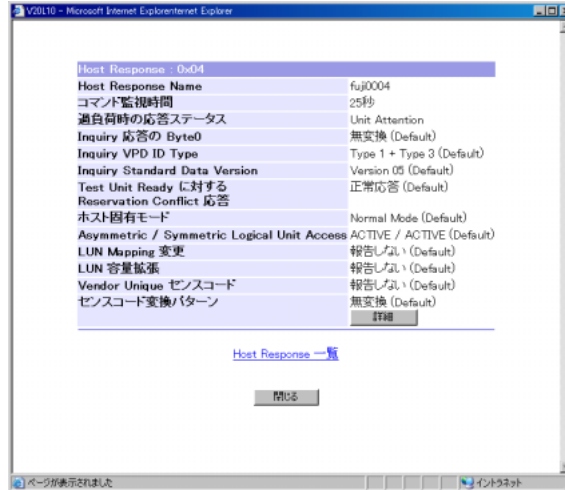 V20L10 - Microsoft Internet Explorenternet Explorer
Host Response : 0x04
Host Response Name fuji0004
コマンド監視時間 25秒
過負荷時の応答ステータス Unit Attention
Inquiry 応答の Byte0 無変換 (Default)
Inquiry VPD ID Type Type 1 + Type 3 (Default)
Inquiry Standard Data Version Version 05 (Default)
Test Unit Ready に対する 正常応答 (Default)
Reservation Conflict 応答
ホスト固有モード Normal Mode (Default)
Asymmetric / Symmetric Logical Unit Access ACTIVE / ACTIVE (Default)
LUN Mapping 変更 報告しない (Default)
LUN 容量拡張 報告しない (Default)
Vendor Unique センスコード 報告しない (Default)
センスコード変換パターン 無変換 (Default)
詳細
Host Response 一覧
閉じる
ページが表示されました イントラネット